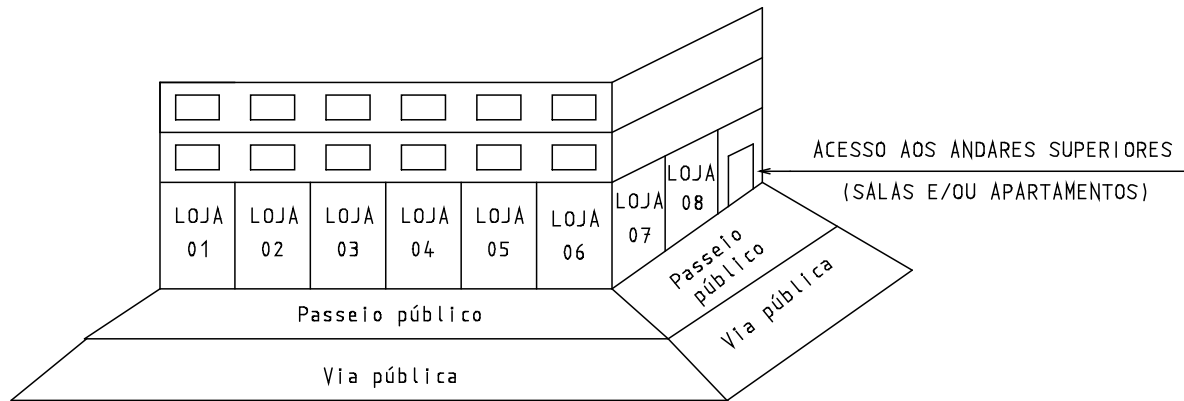 LOJA
01
LOJA
02
LOJA
03
LOJA
04
LOJA
05
LOJA
06
LOJA
07
LOJA
08
ACESSO AOS ANDARES SUPERIORES
(SALAS E/OU APARTAMENTOS)
Passeio público
Via pública
Passeio
público
Via pública